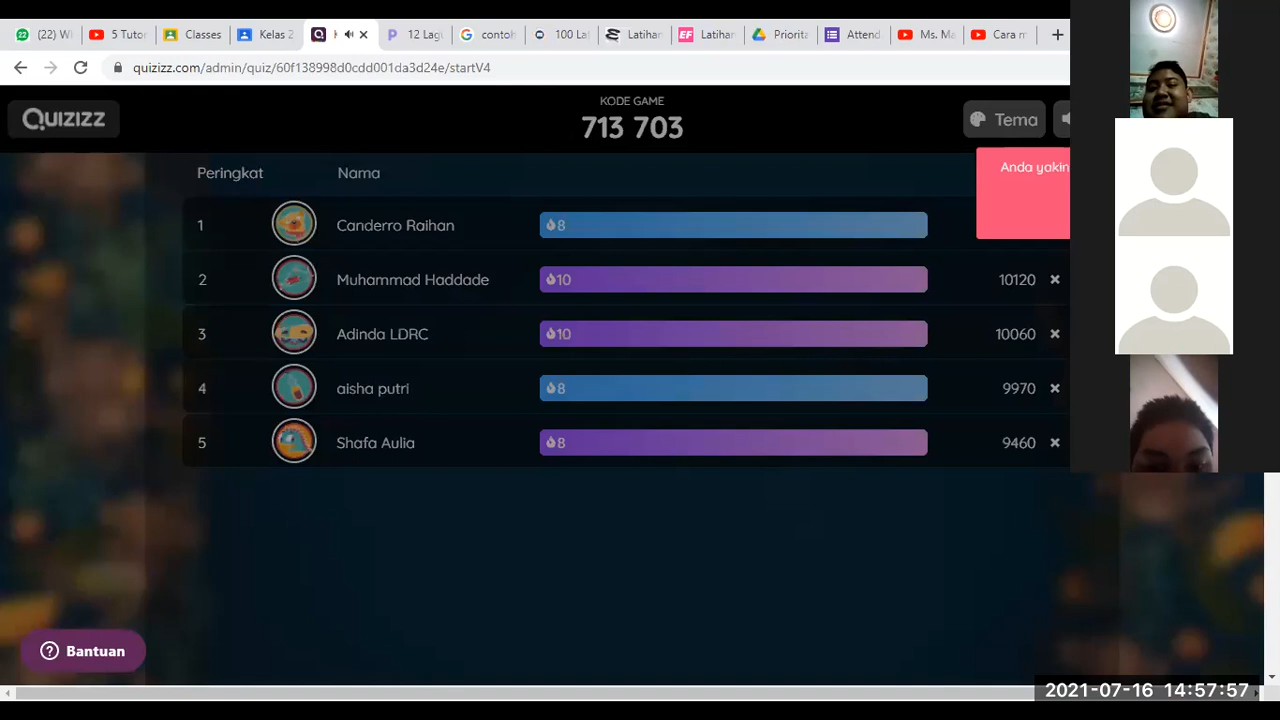 (22) W
5 Tutor
Classes
Kelas 2
12 Lagu
contoh
100 La
Latihan
EF
Latihan
Priorita
Attend
Ms. Ma
Cara m
quizizz.com/admin/quiz/60f138998d0cdd001da3d24e/startV4
QUIZIZZ
KODE GAME
713 703
Tema
Peringkat Nama
Anda yakin
1 Canderro Raihan 8
2 Muhammad Haddade 10 10120
3 Adinda LDRC 10 10060
4 aisha putri 8 9970
5 Shafa Aulia 8 9460
Bantuan
2021-07-16 14:57:57